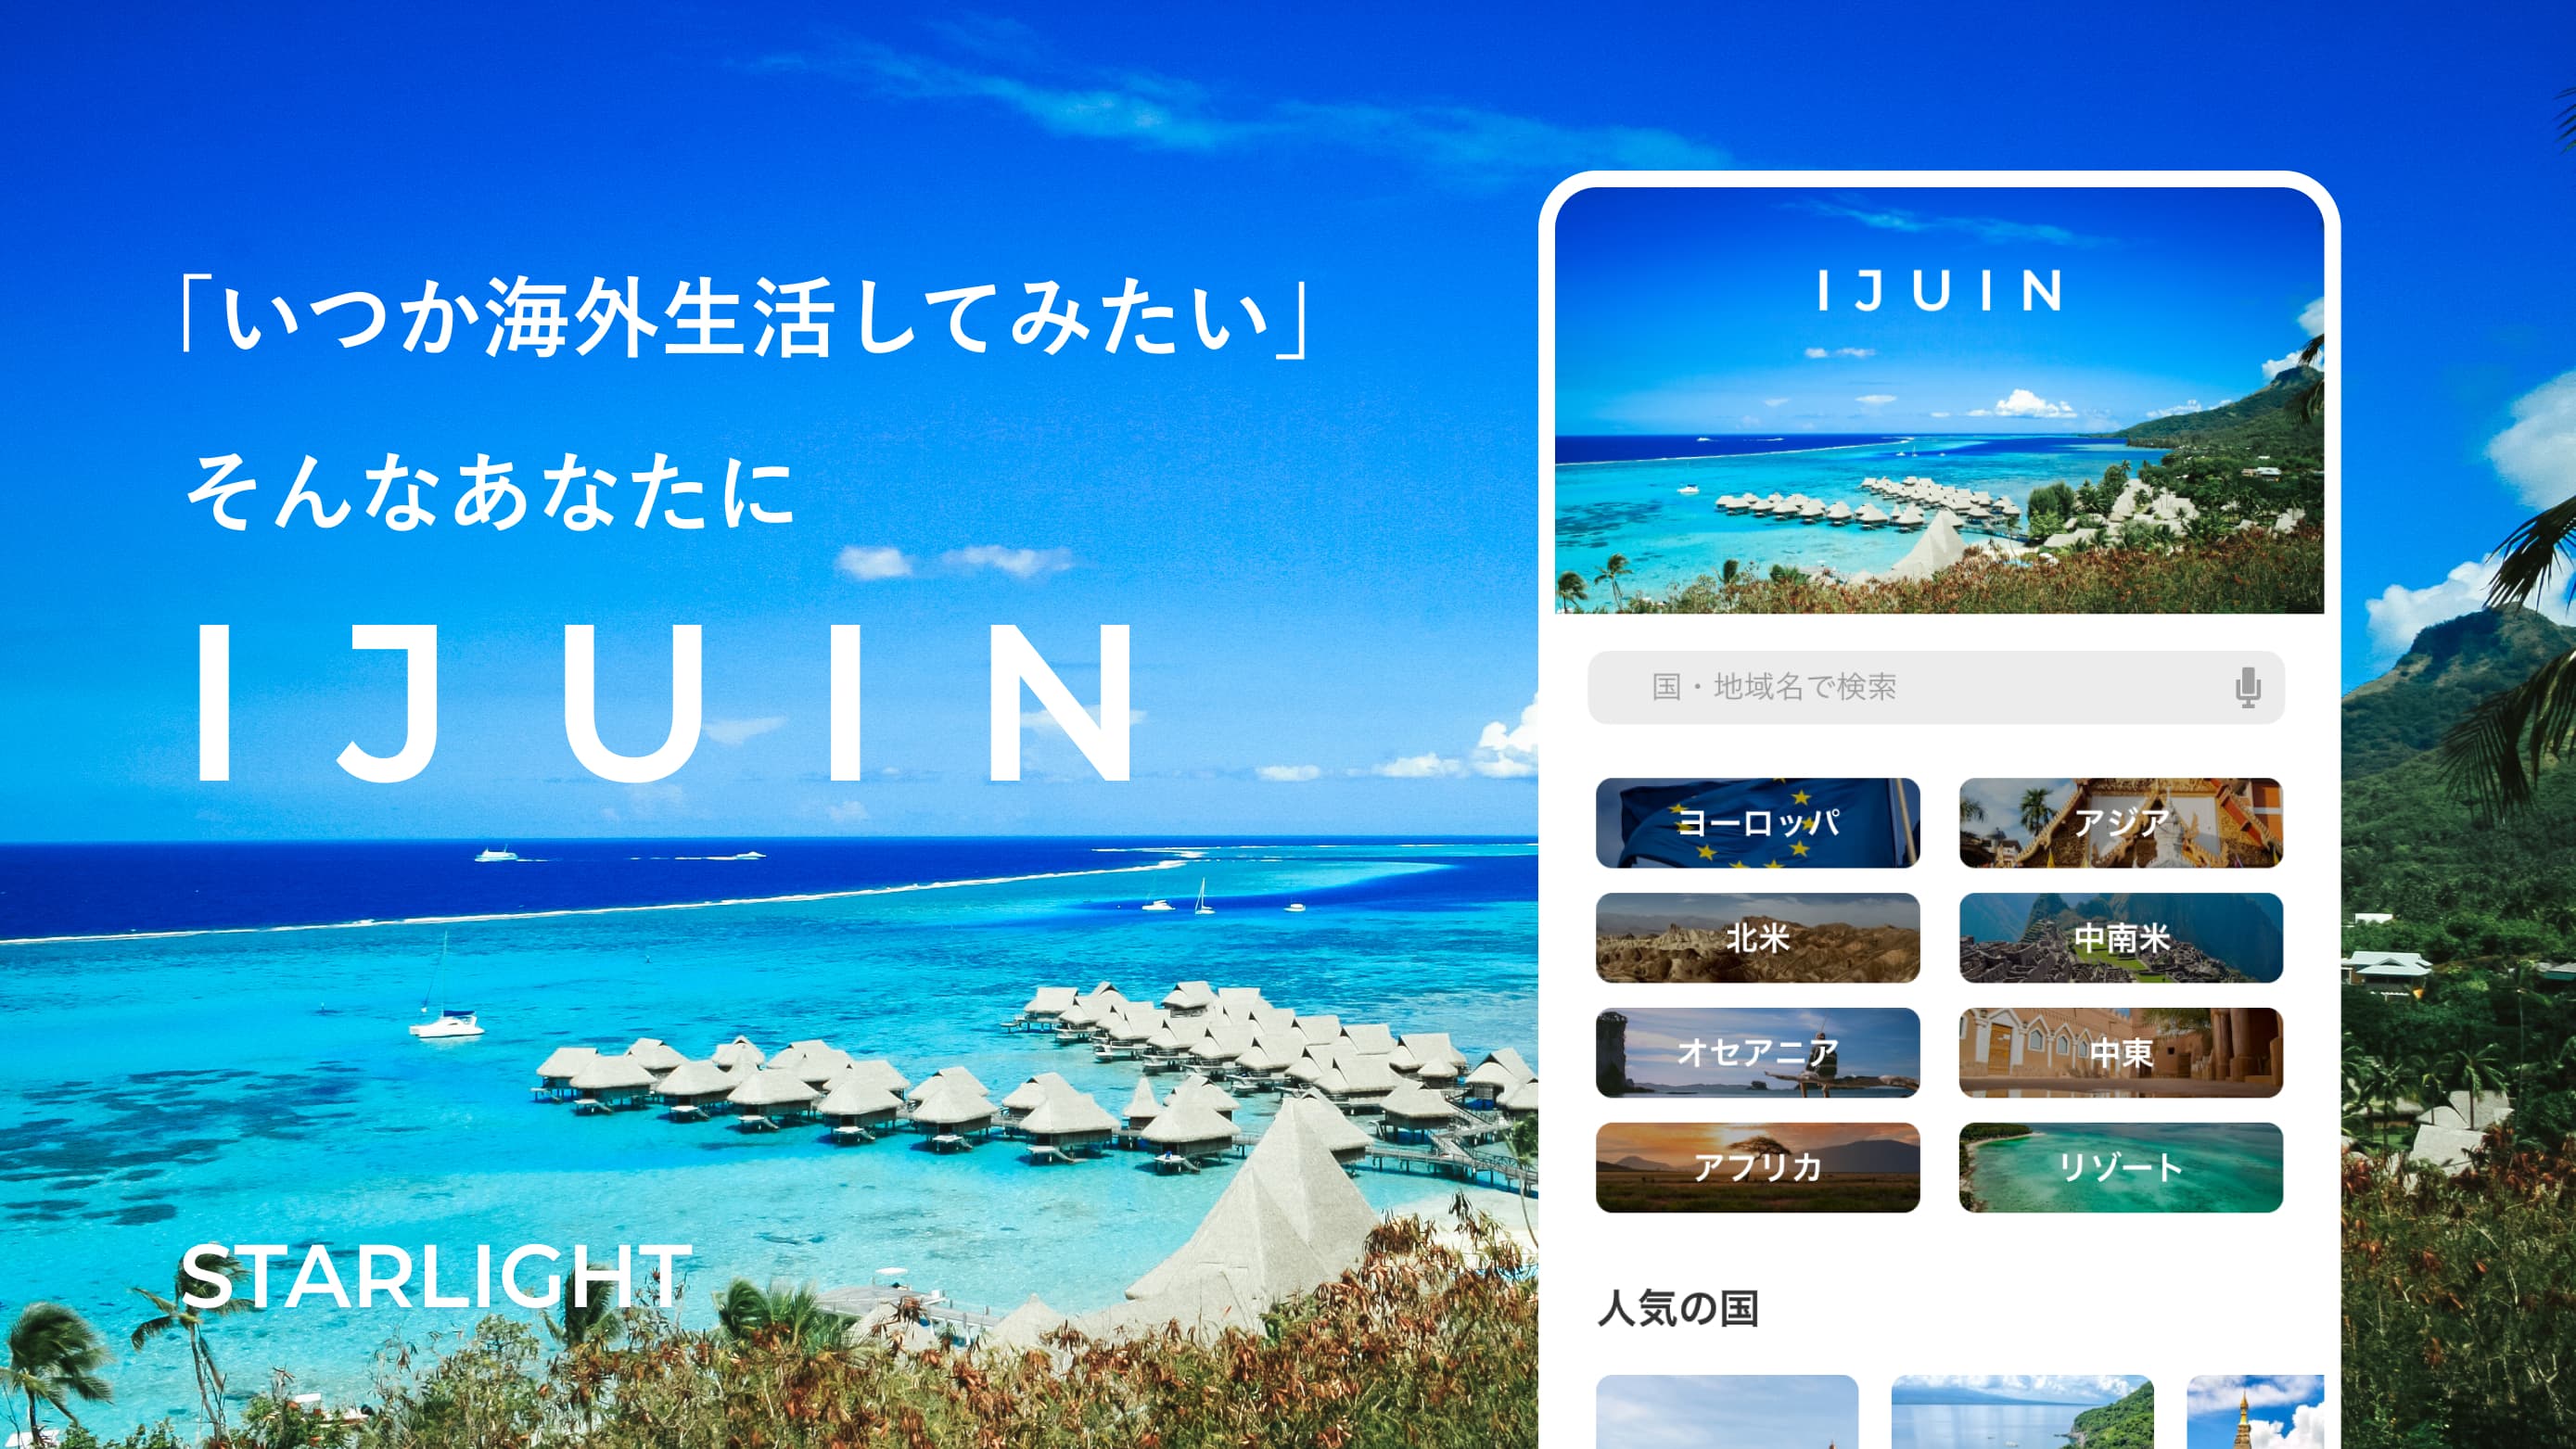 「いつか海外生活してみたい」
そんなあなたに
IJUIN
STARLIGHT
IJUIN
国・地域名で検索
ヨーロッパ
アジア
北米
中南米
オセアニア
中東
アフリカ
リゾート
人気の国